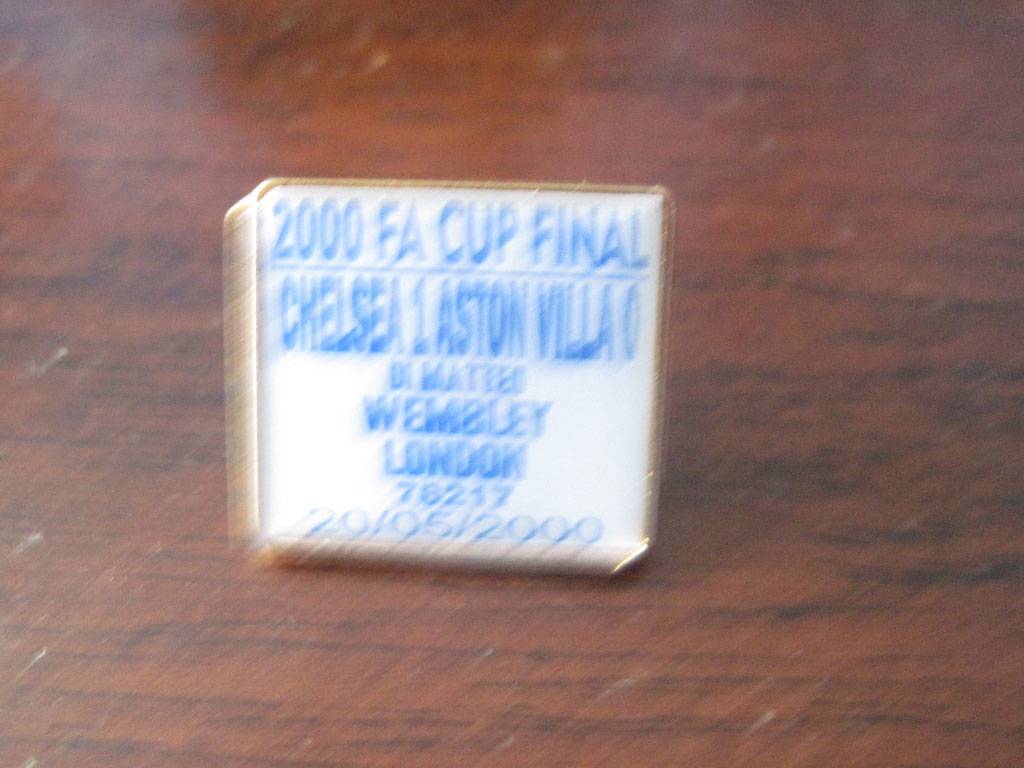 2000 FA CUP FINAL
CHELSEA 1 ASTON VILLA 0
DI MATTEO
WEMBLEY
LONDON
78217
20/05/2000